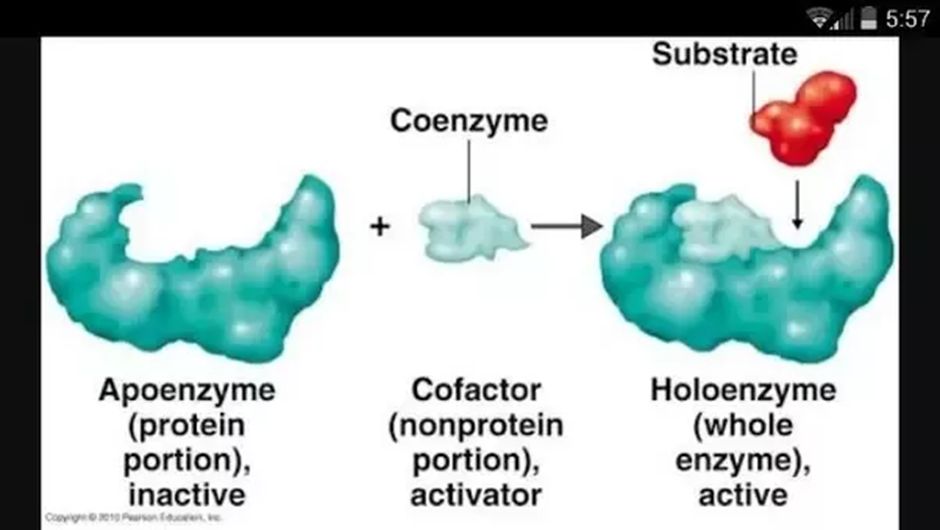 5:57
Substrate
Coenzyme
+
Apoenzyme
(protein
portion),
inactive
Cofactor
(nonprotein
portion),
activator
Holoenzyme
(whole
enzyme),
active
Copyright © 2010 Pearson Education, Inc.